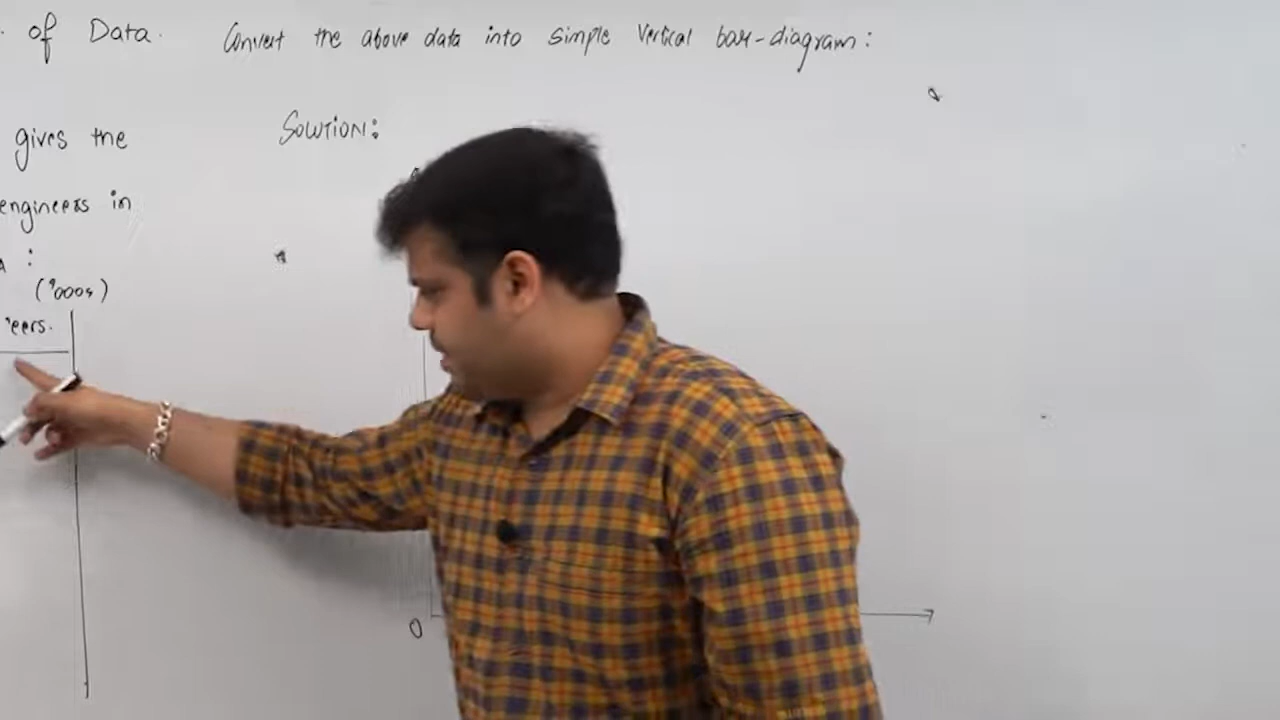 of Data.
Convert the above data into simple Vertical bar-diagram:
gives the
engineers in
:
('000s)
'eers.
SOLUTION:
0